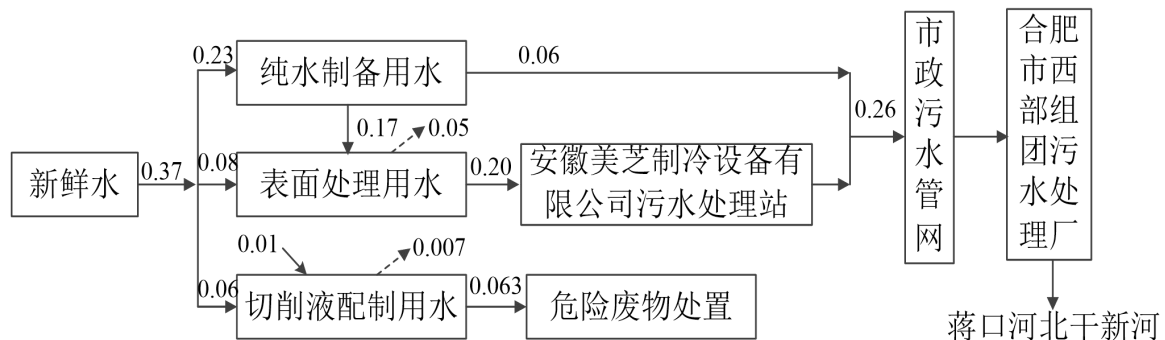 新鲜水
0.37
0.23
纯水制备用水
0.06
0.17
0.05
0.08
表面处理用水
0.20
安徽美芝制冷设备有
限公司污水处理站
0.01
0.007
0.06
切削液配制用水
0.063
危险废物处置
0.26
市政污水管网
合肥
市西
部组
团污
水处
理厂
蒋口河北干新河